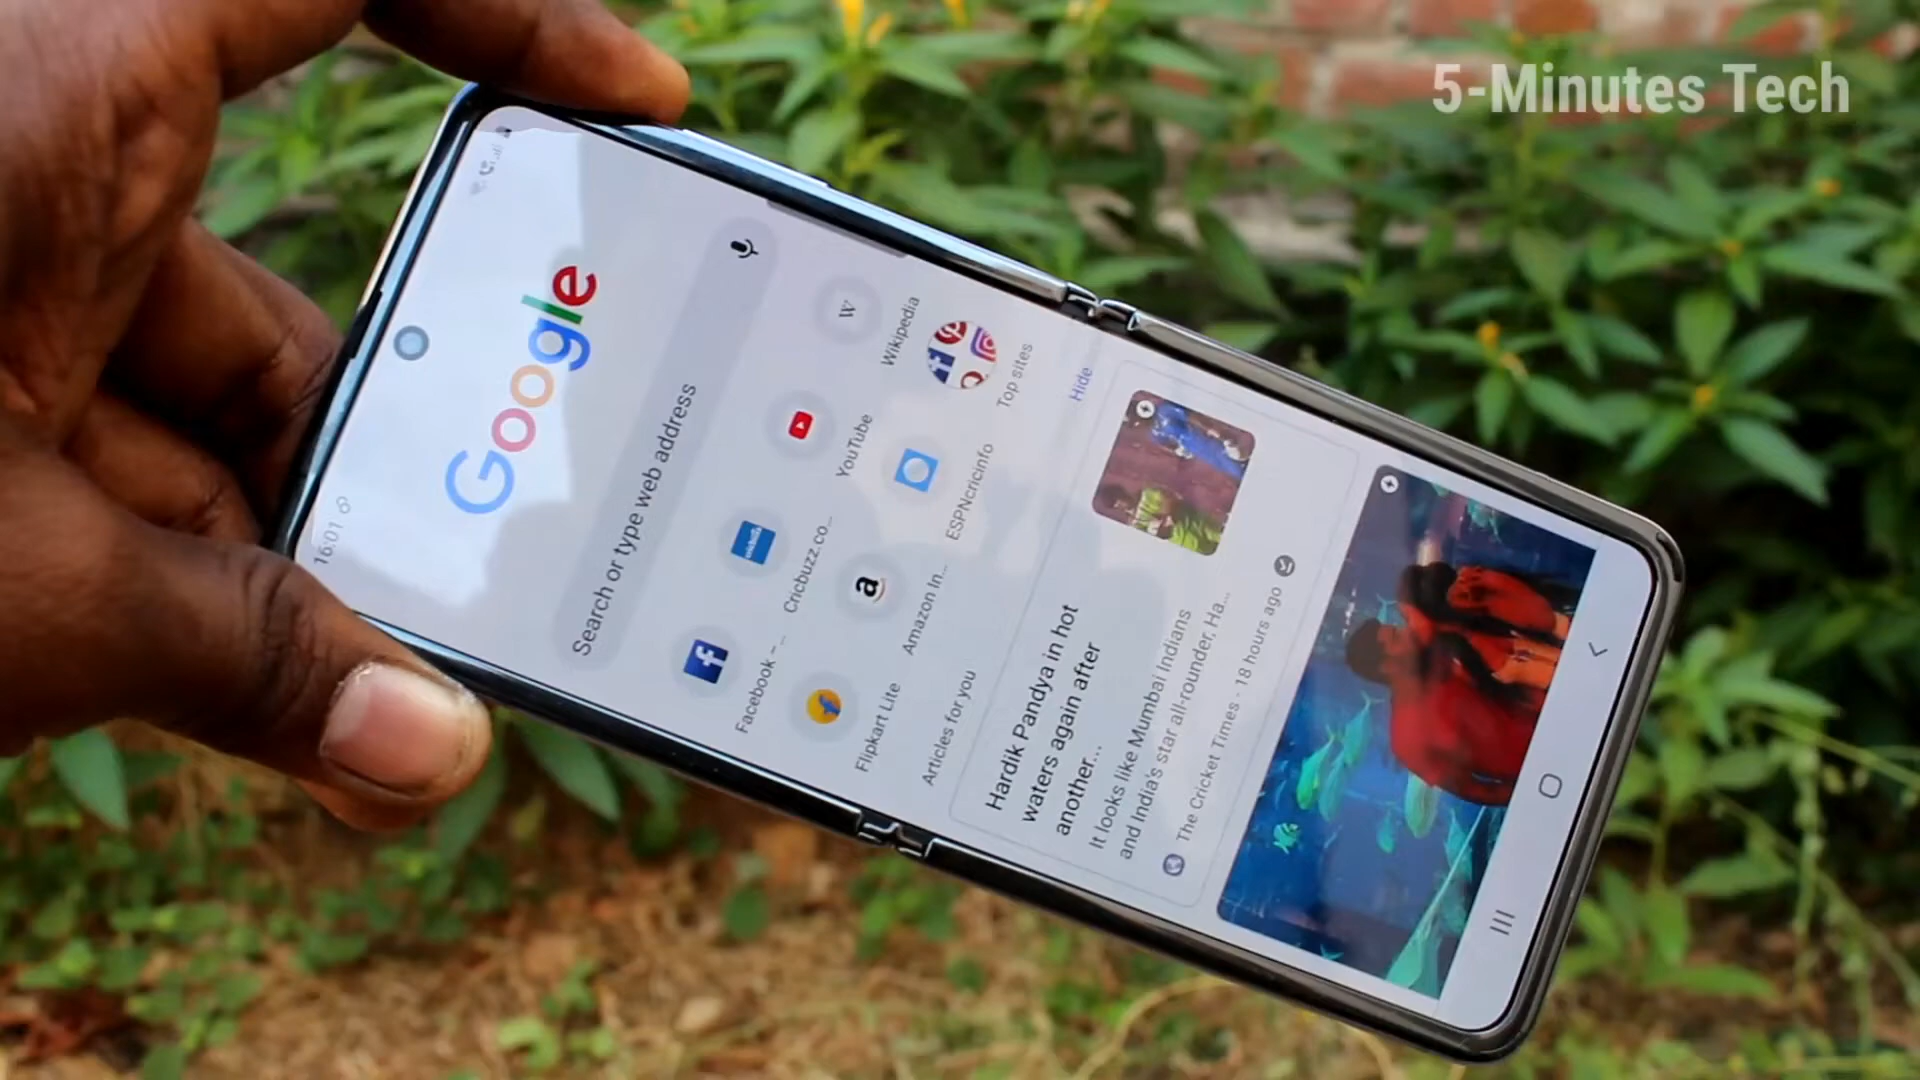 5-Minutes Tech
16:01
Google
Search or type web address
Facebook - ...
Cricbuzz.co...
YouTube
Wikipedia
Flipkart Lite
Amazon In...
ESPNcricinfo
Top sites
Articles for you
Hide
Hardik Pandya in hot
waters again after
another...
It looks like Mumbai Indians
and India's star all-rounder, Ha...
The Cricket Times - 18 hours ago